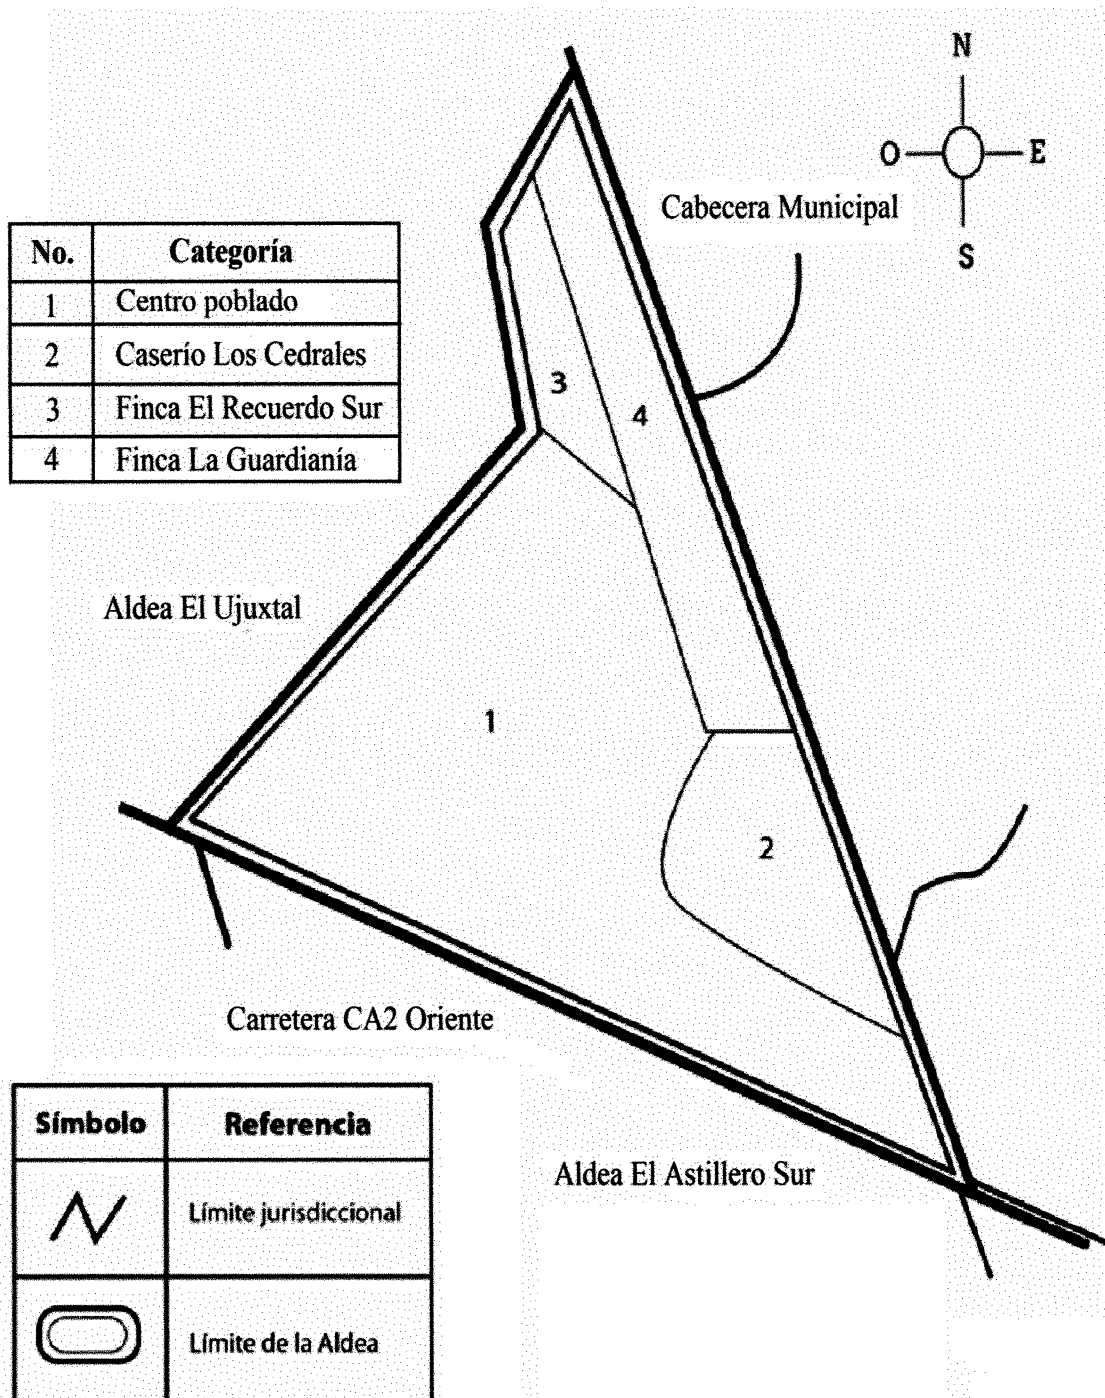 N
O E
S
Cabecera Municipal
No. Categoría
1 Centro poblado
2 Caserío Los Cedrales
3 Finca El Recuerdo Sur
4 Finca La Guardianía
3
4
Aldea El Ujuxtal
1
2
Carretera CA2 Oriente
Aldea El Astillero Sur
Símbolo Referencia
Límite jurisdiccional
Límite de la Aldea